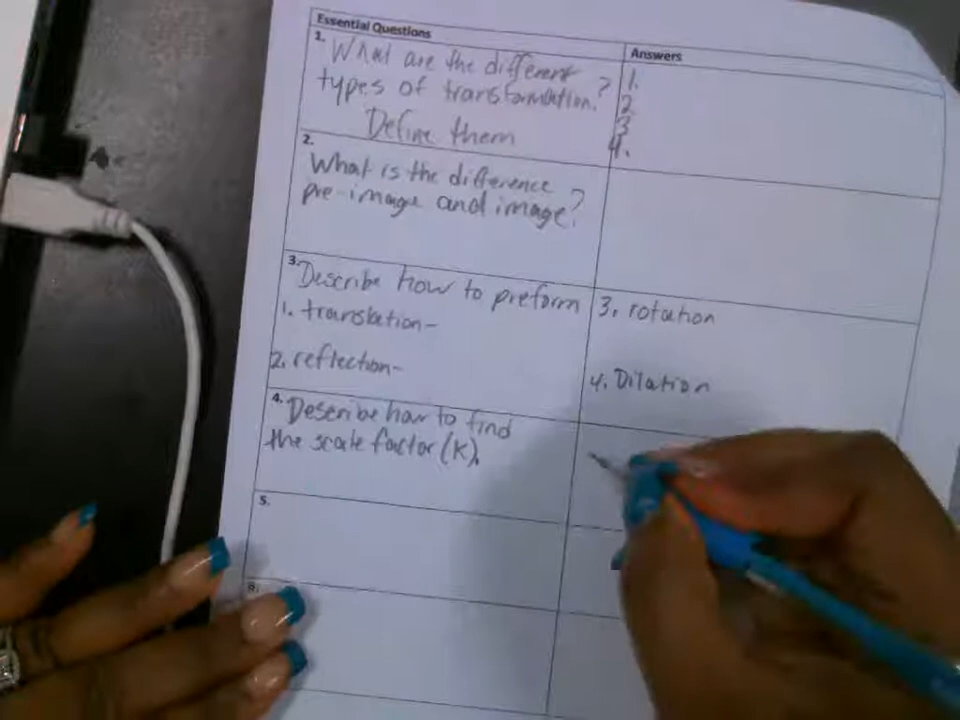 Essential Questions
Answers
1.
What are the different
types of transformation?
Define them
1.
2.
3
4.
2.
What is the difference
pre-image and image?
3.
Describe how to preform
1. translation-
2. reflection-
3. rotation
4. Dilation
4.
Describe how to find
the scale factor (K).
5.
6.